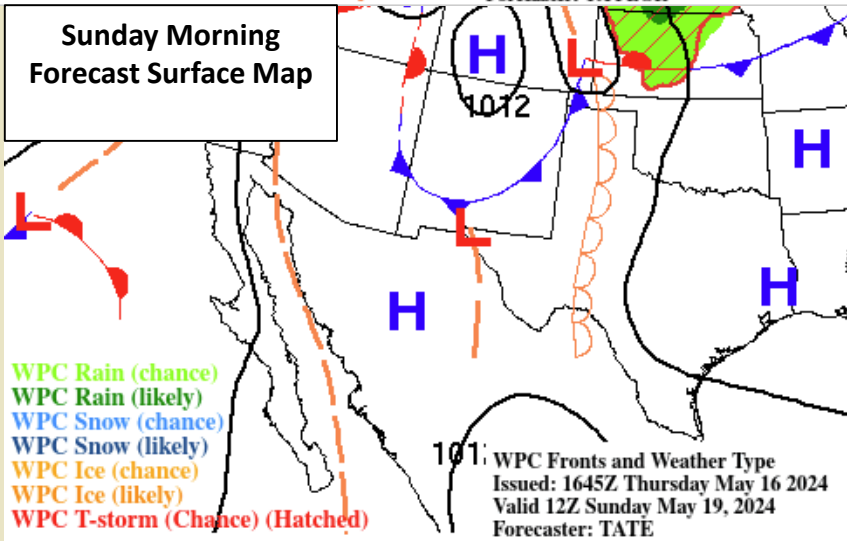 Sunday Morning
Forecast Surface Map
H
L
1012
H
L
L
H
H
WPC Rain (chance)
WPC Rain (likely)
WPC Snow (chance)
WPC Snow (likely)
WPC Ice (chance)
WPC Ice (likely)
WPC T-storm (Chance) (Hatched)
WPC Fronts and Weather Type
Issued: 1645Z Thursday May 16 2024
Valid 12Z Sunday May 19, 2024
Forecaster: TATE